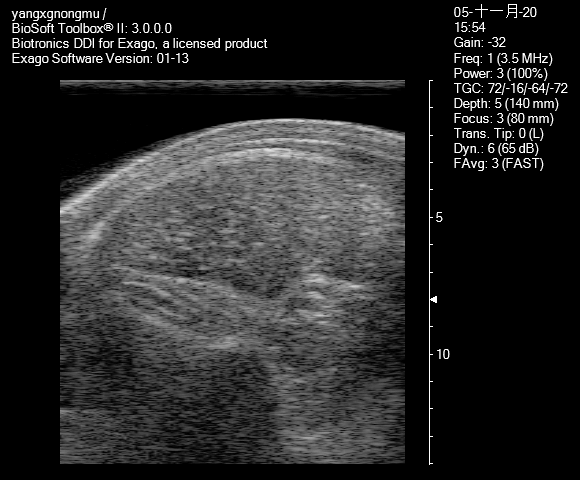 yangxgnongmu /
BioSoft Toolbox® II: 3.0.0.0
Biotronics DDI for Exago, a licensed product
Exago Software Version: 01-13
05-十一月-20
15:54
Gain: -32
Freq: 1 (3.5 MHz)
Power: 3 (100%)
TGC: 72/-16/-64/-72
Depth: 5 (140 mm)
Focus: 3 (80 mm)
Trans. Tip: 0 (L)
Dyn.: 6 (65 dB)
FAvg: 3 (FAST)
5
10